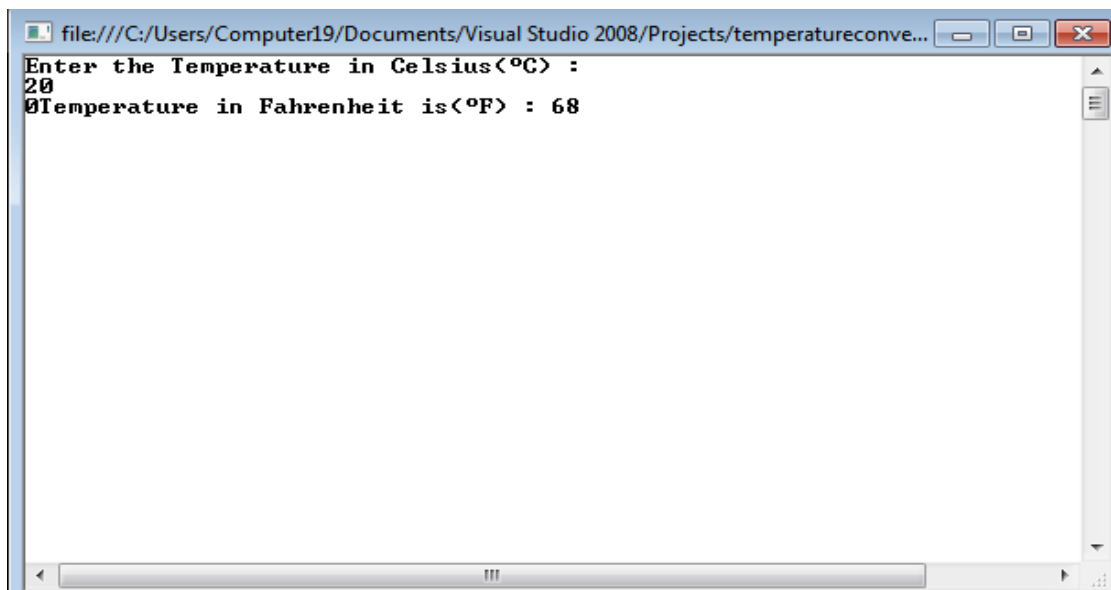 file:///C:/Users/Computer19/Documents/Visual Studio 2008/Projects/temperatureconve...
Enter the Temperature in Celsius(ºC) :
20
0Temperature in Fahrenheit is(ºF) : 68